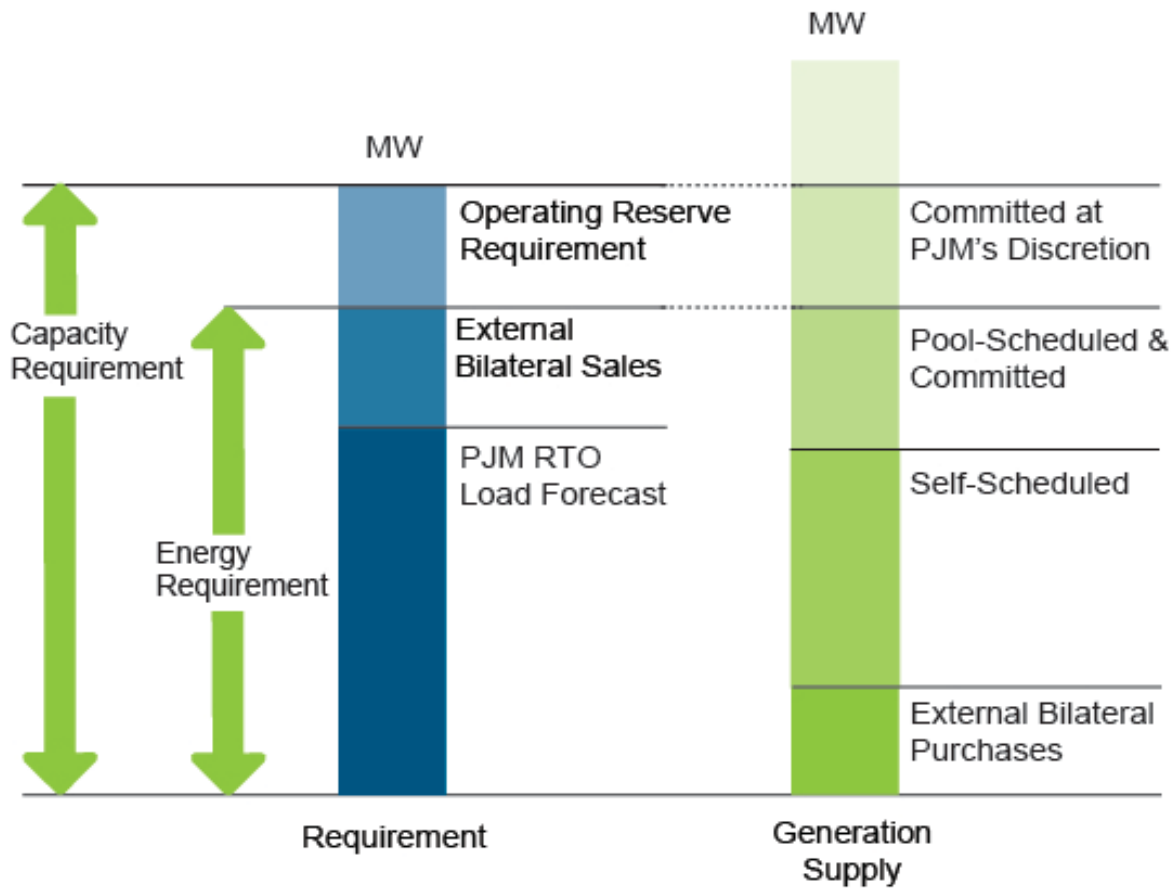 MW
MW
Operating Reserve
Requirement
Committed at
PJM's Discretion
Capacity
Requirement
External
Bilateral Sales
Pool-Scheduled &
Committed
PJM RTO
Load Forecast
Self-Scheduled
Energy
Requirement
External Bilateral
Purchases
Requirement
Generation
Supply